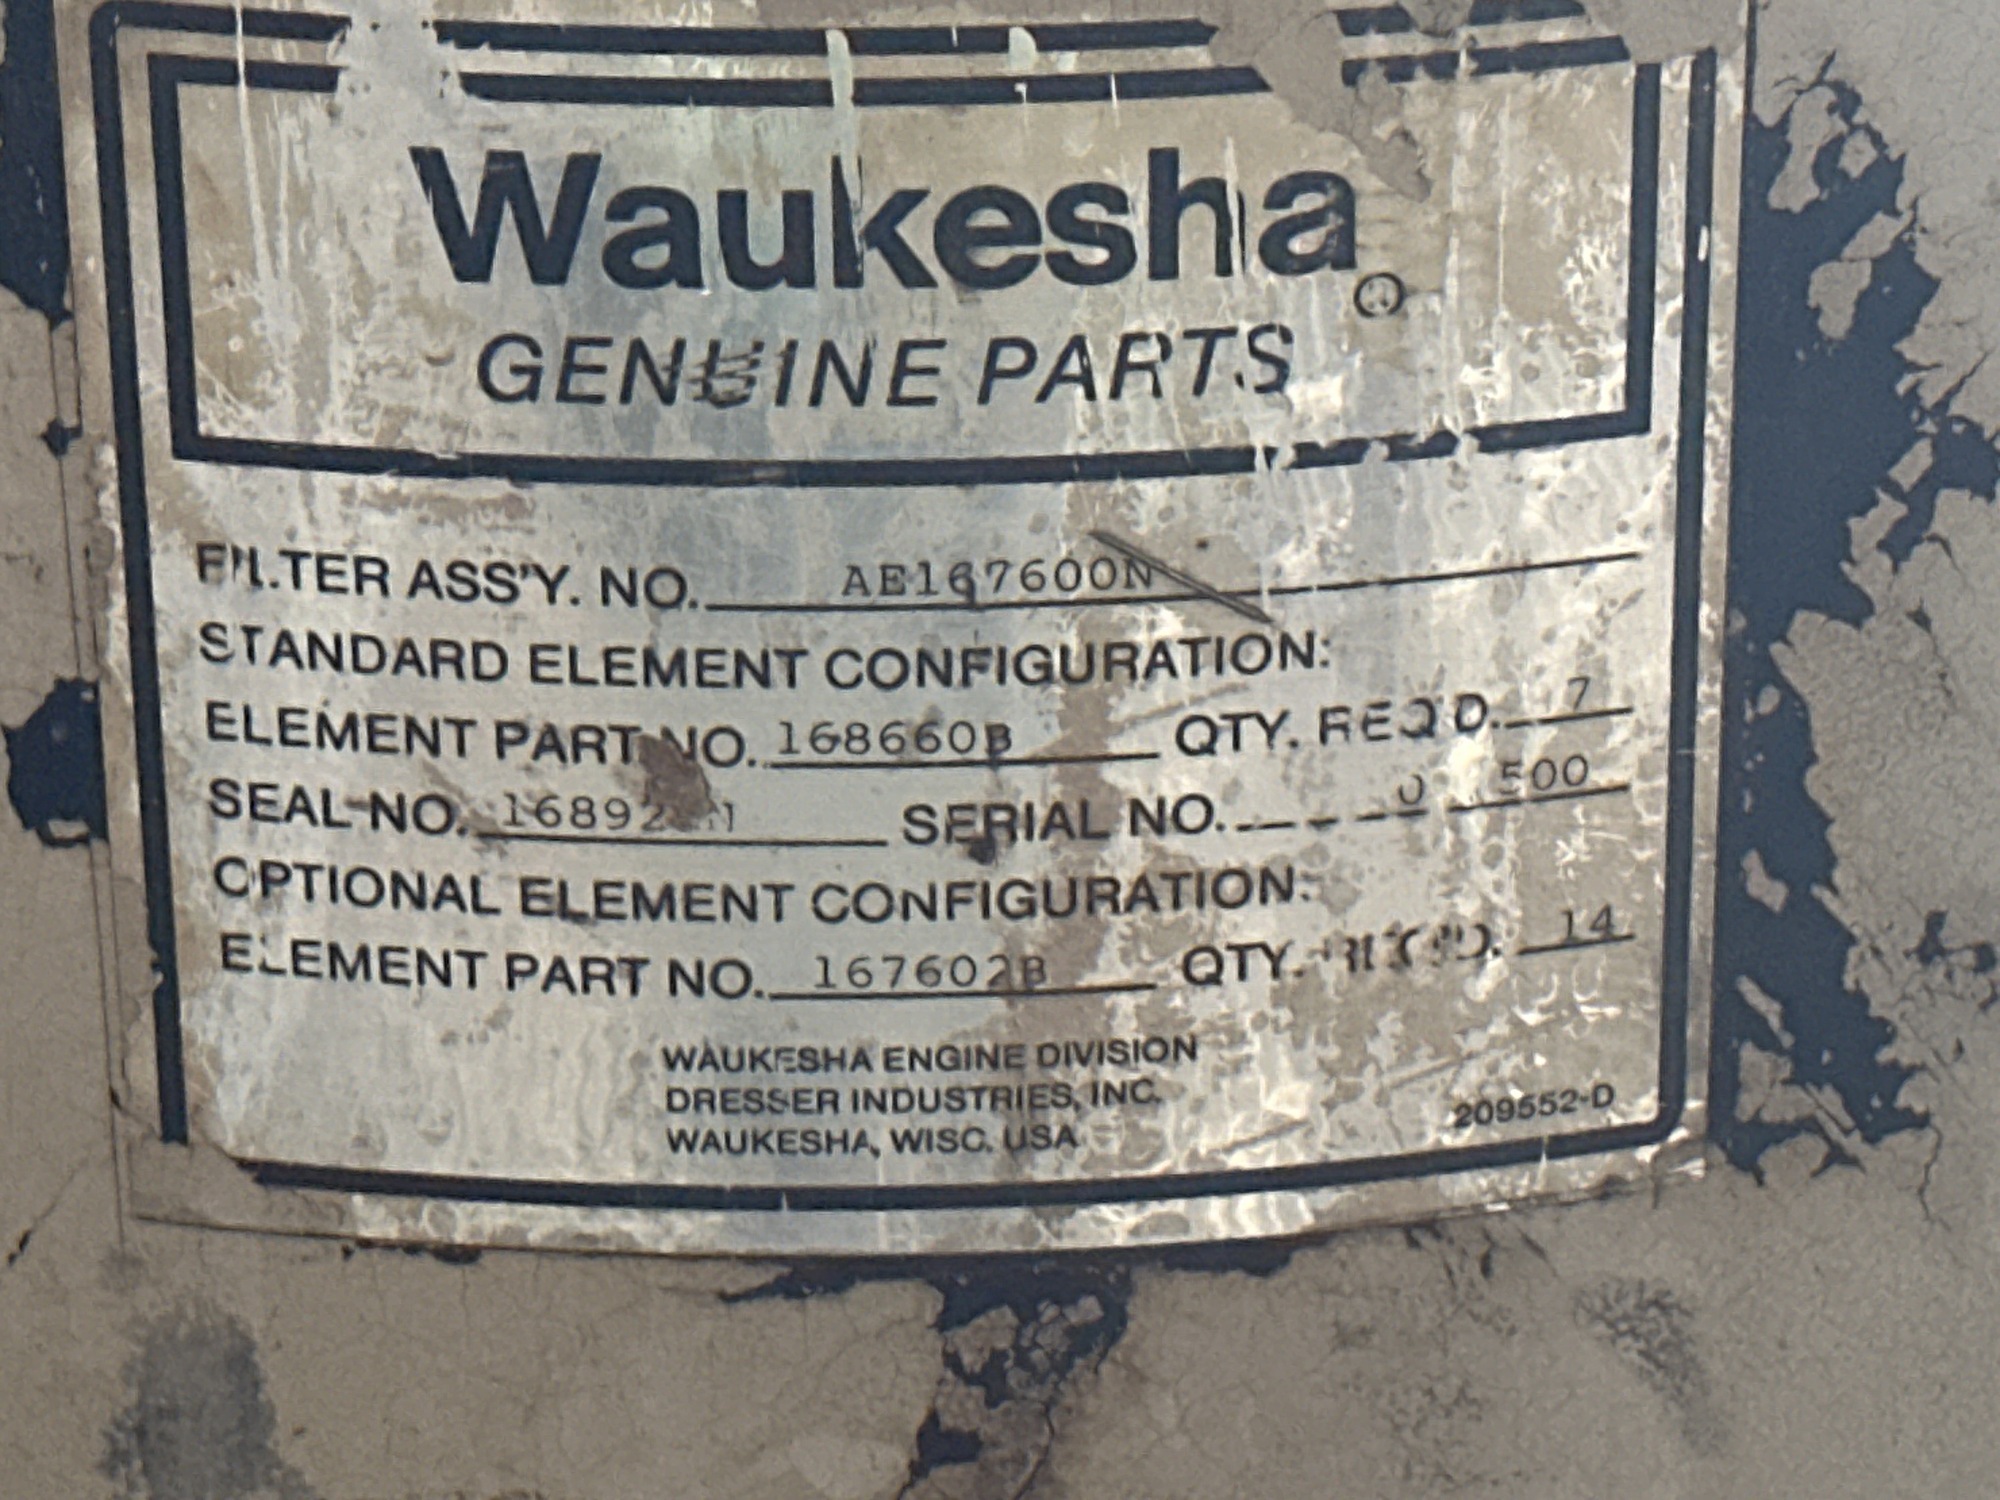 Waukesha®
GENUINE PARTS
FILTER ASS'Y. NO. AE167600N
STANDARD ELEMENT CONFIGURATION:
ELEMENT PART NO. 168660B QTY. REQ'D. 7
SEAL NO. SERIAL NO. 500
OPTIONAL ELEMENT CONFIGURATION:
ELEMENT PART NO. 167602B QTY. REQ'D. 14
WAUKESHA ENGINE DIVISION
DRESSER INDUSTRIES, INC.
WAUKESHA, WISC. USA
209552-D